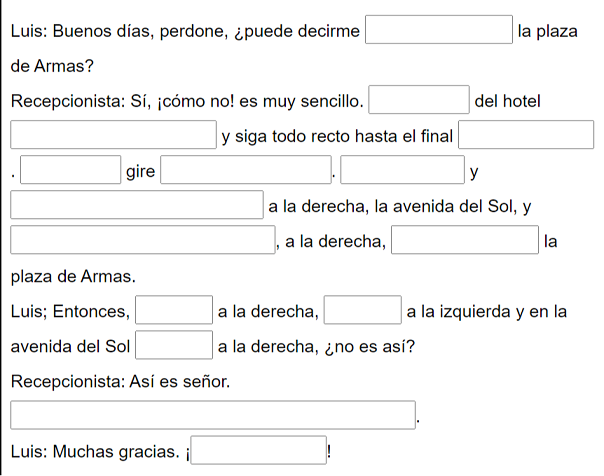 Luis: Buenos días, perdone, ¿puede decirme la plaza
de Armas?
Recepcionista: Sí, ¡cómo no! es muy sencillo. del hotel
y siga todo recto hasta el final
. gire . y
a la derecha, la avenida del Sol, y
, a la derecha, la
plaza de Armas.
Luis; Entonces, a la derecha, a la izquierda y en la
avenida del Sol a la derecha, ¿no es así?
Recepcionista: Así es señor.
.
Luis: Muchas gracias. ¡ !